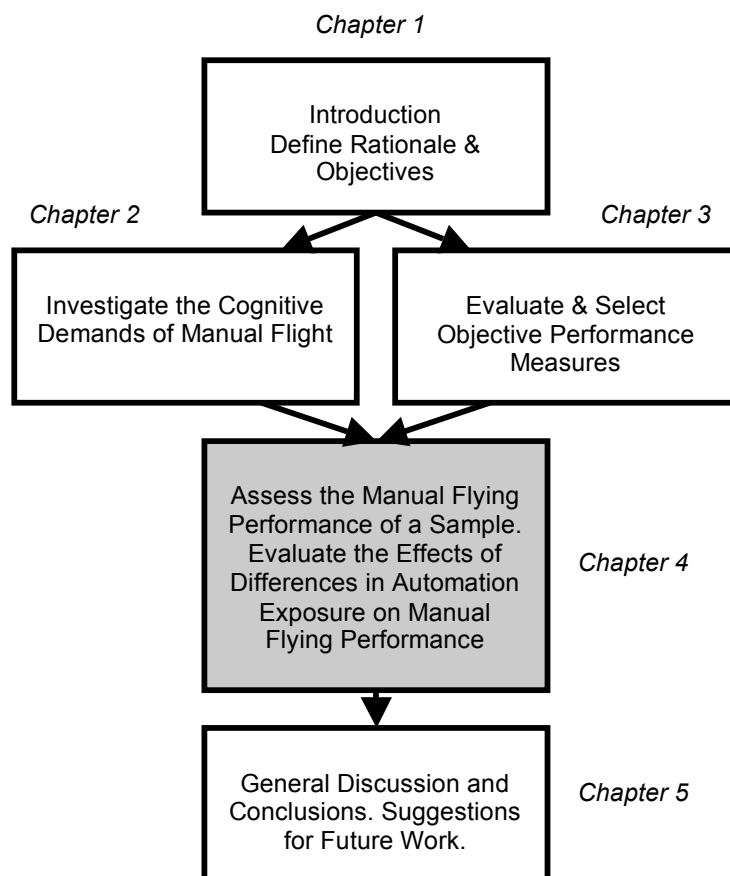 Chapter 1
Introduction
Define Rationale &
Objectives
Chapter 2
Chapter 3
Investigate the Cognitive
Demands of Manual Flight
Evaluate & Select
Objective Performance
Measures
Assess the Manual Flying
Performance of a Sample.
Evaluate the Effects of
Differences in Automation
Exposure on Manual
Flying Performance
Chapter 4
General Discussion and
Conclusions. Suggestions
for Future Work.
Chapter 5